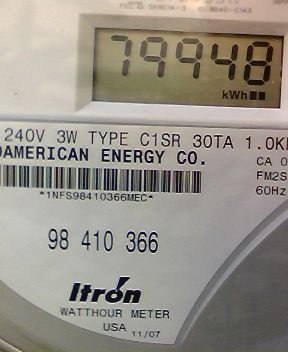 79948
kWh
240V 3W TYPE C1SR 30TA 1.0K
AMERICAN ENERGY CO.
CA 0
*1NFS98410366MEC*
FM2S
60Hz
98 410 366
Itrón
WATTHOUR METER
USA 11/07